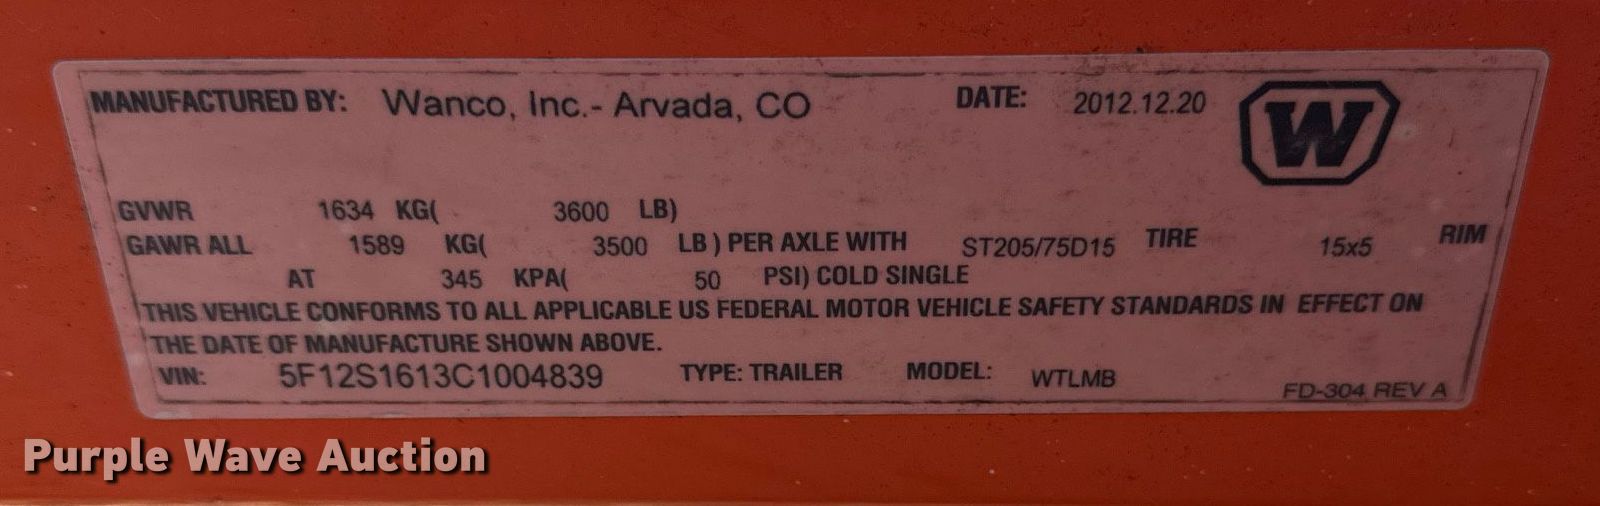 MANUFACTURED BY: Wanco, Inc.- Arvada, CO DATE: 2012.12.20 W
GVWR 1634 KG( 3600 LB)
GAWR ALL 1589 KG( 3500 LB ) PER AXLE WITH ST205/75D15 TIRE 15x5 RIM
AT 345 KPA( 50 PSI) COLD SINGLE
THIS VEHICLE CONFORMS TO ALL APPLICABLE US FEDERAL MOTOR VEHICLE SAFETY STANDARDS IN EFFECT ON
THE DATE OF MANUFACTURE SHOWN ABOVE.
VIN: 5F12S1613C1004839 TYPE: TRAILER MODEL: WTLMB FD-304 REV A
Purple Wave Auction